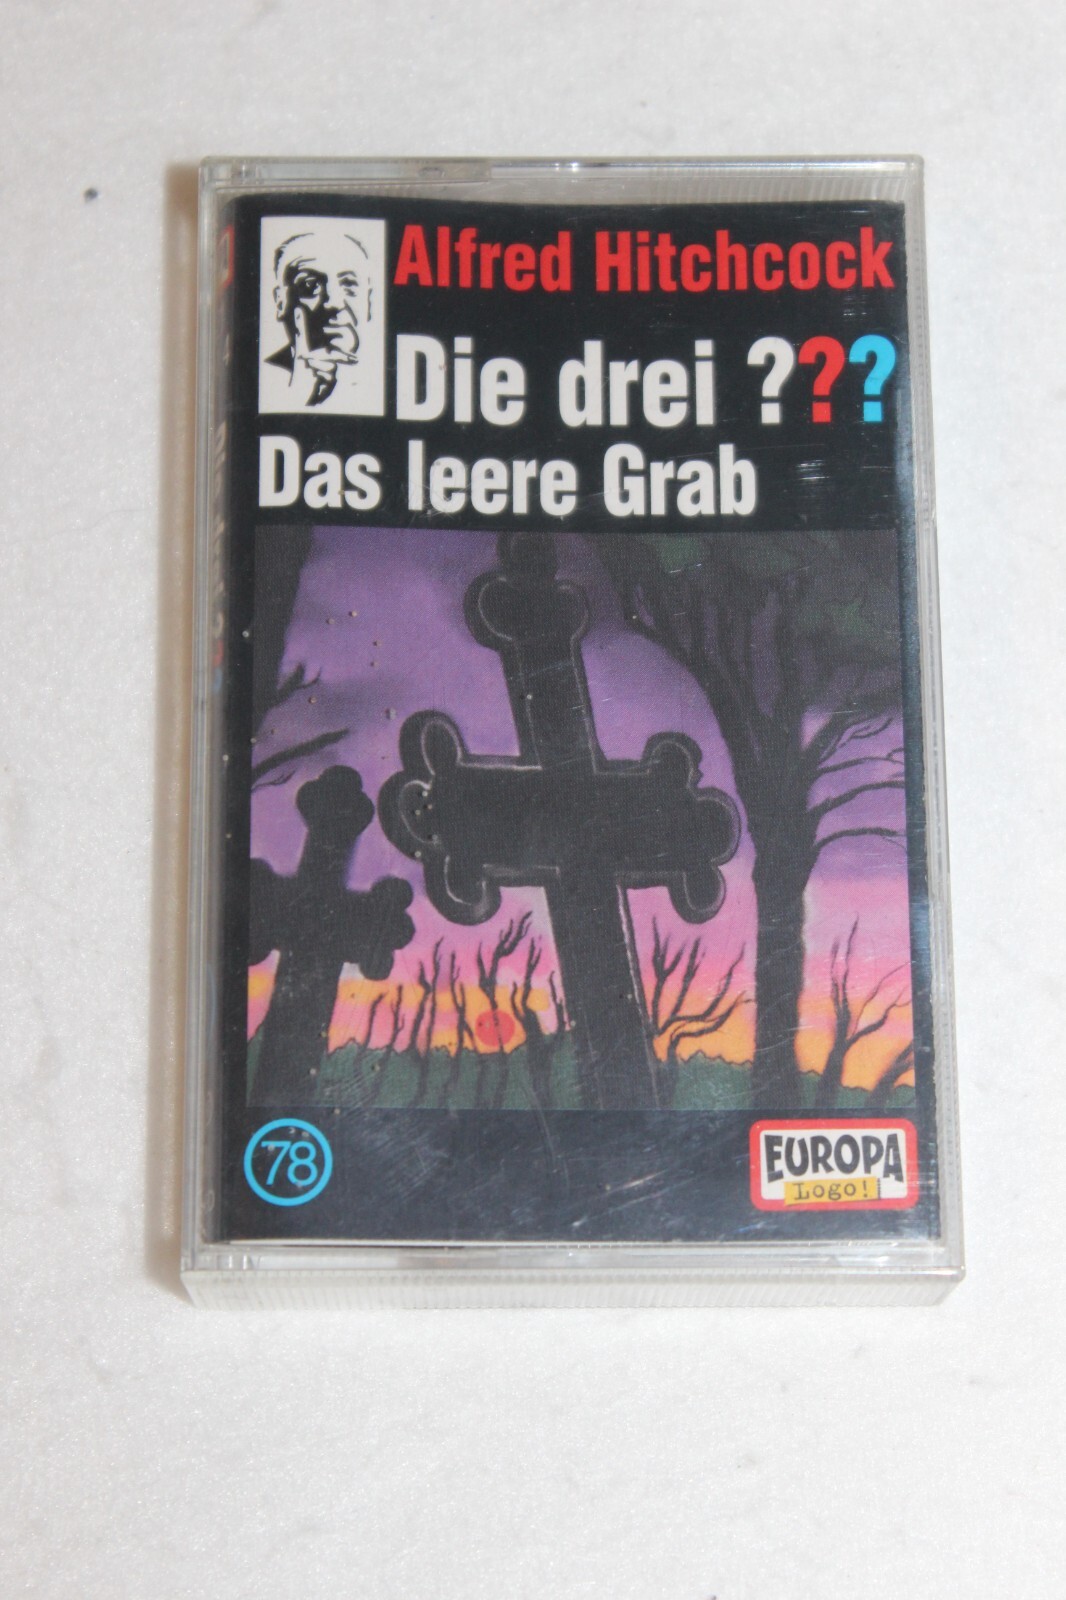 Alfred Hitchcock
Die drei ???
Das leere Grab
78
EUROPA
Logo!